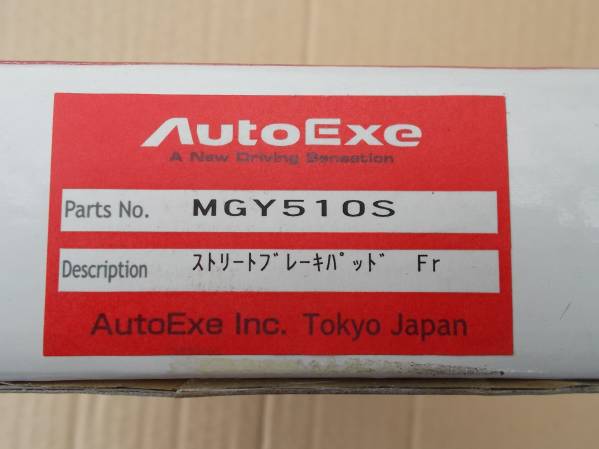 AutoExe
A New Driving Sensation
Parts No. MGY510S
Description ｽﾄﾘｰﾄﾌﾞﾚｰｷﾊﾟｯﾄﾞ Fr
AutoExe Inc. Tokyo Japan